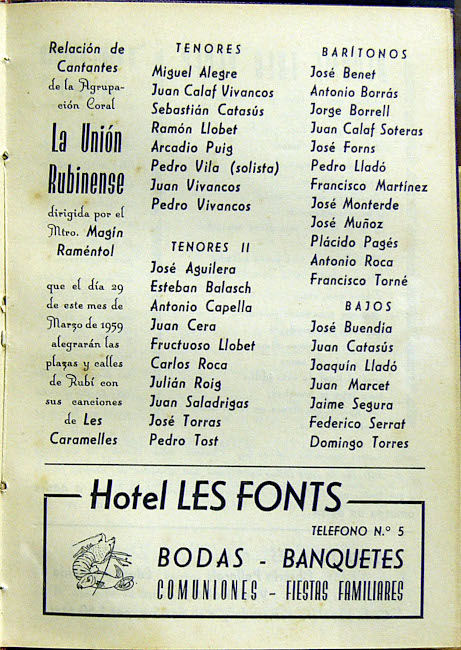 Relación de
Cantantes
de la Agrupa-
ción Coral
La Unión
Rubinense
dirigida por el
Mtro. Magín
Raméntol
que el día 29
de este mes de
Marzo de 1959
alegrarán las
plazas y calles
de Rubí con
sus canciones
de Les
Caramelles
TENORES
Miguel Alegre
Juan Calaf Vivancos
Sebastián Catasús
Ramón Llobet
Arcadio Puig
Pedro Vila (solista)
Juan Vivancos
Pedro Vivancos
TENORES II
José Aguilera
Esteban Balasch
Antonio Capella
Juan Cera
Fructuoso Llobet
Carlos Roca
Julián Roig
Juan Saladrigas
José Torras
Pedro Tost
BARÍTONOS
José Benet
Antonio Borrás
Jorge Borrell
Juan Calaf Soteras
José Forns
Pedro Lladó
Francisco Martínez
José Monterde
José Muñoz
Plácido Pagés
Antonio Roca
Francisco Torné
BAJOS
José Buendia
Juan Catasús
Joaquín Lladó
Juan Marcet
Jaime Segura
Federico Serrat
Domingo Torres
Hotel LES FONTS
TELEFONO N.º 5
BODAS - BANQUETES
COMUNIONES - FIESTAS FAMILIARES